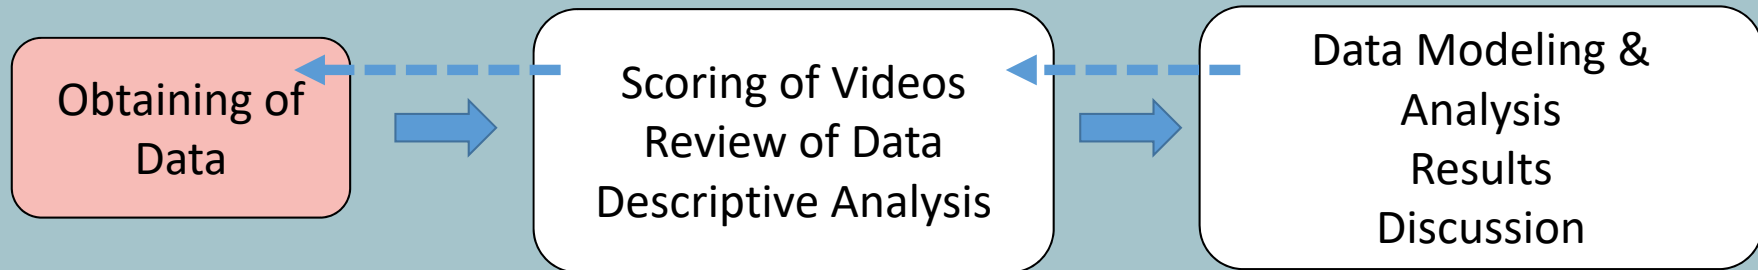 Obtaining of
Data
Scoring of Videos
Review of Data
Descriptive Analysis
Data Modeling &
Analysis
Results
Discussion